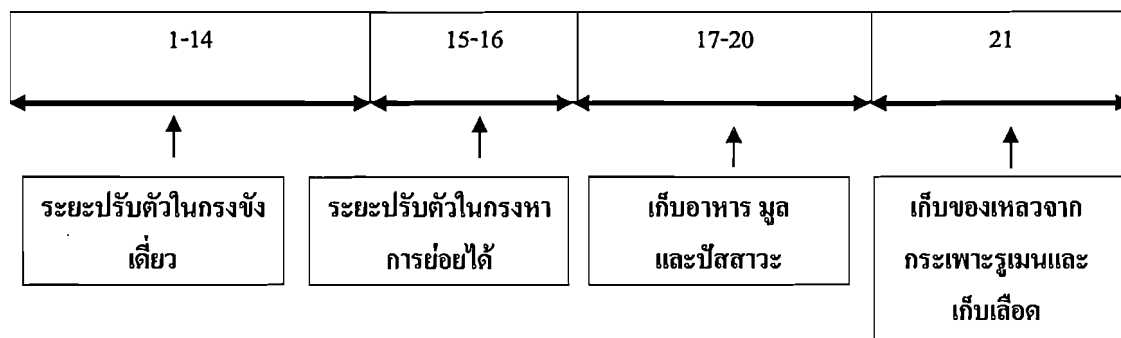 1-14
15-16
17-20
21
ระยะปรับตัวในกรงขัง
เดี่ยว
ระยะปรับตัวในกรงหา
การย่อยได้
เก็บอาหาร มูล
และปัสสาวะ
เก็บของเหลวจาก
กระเพาะรูเมนและ
เก็บเลือด